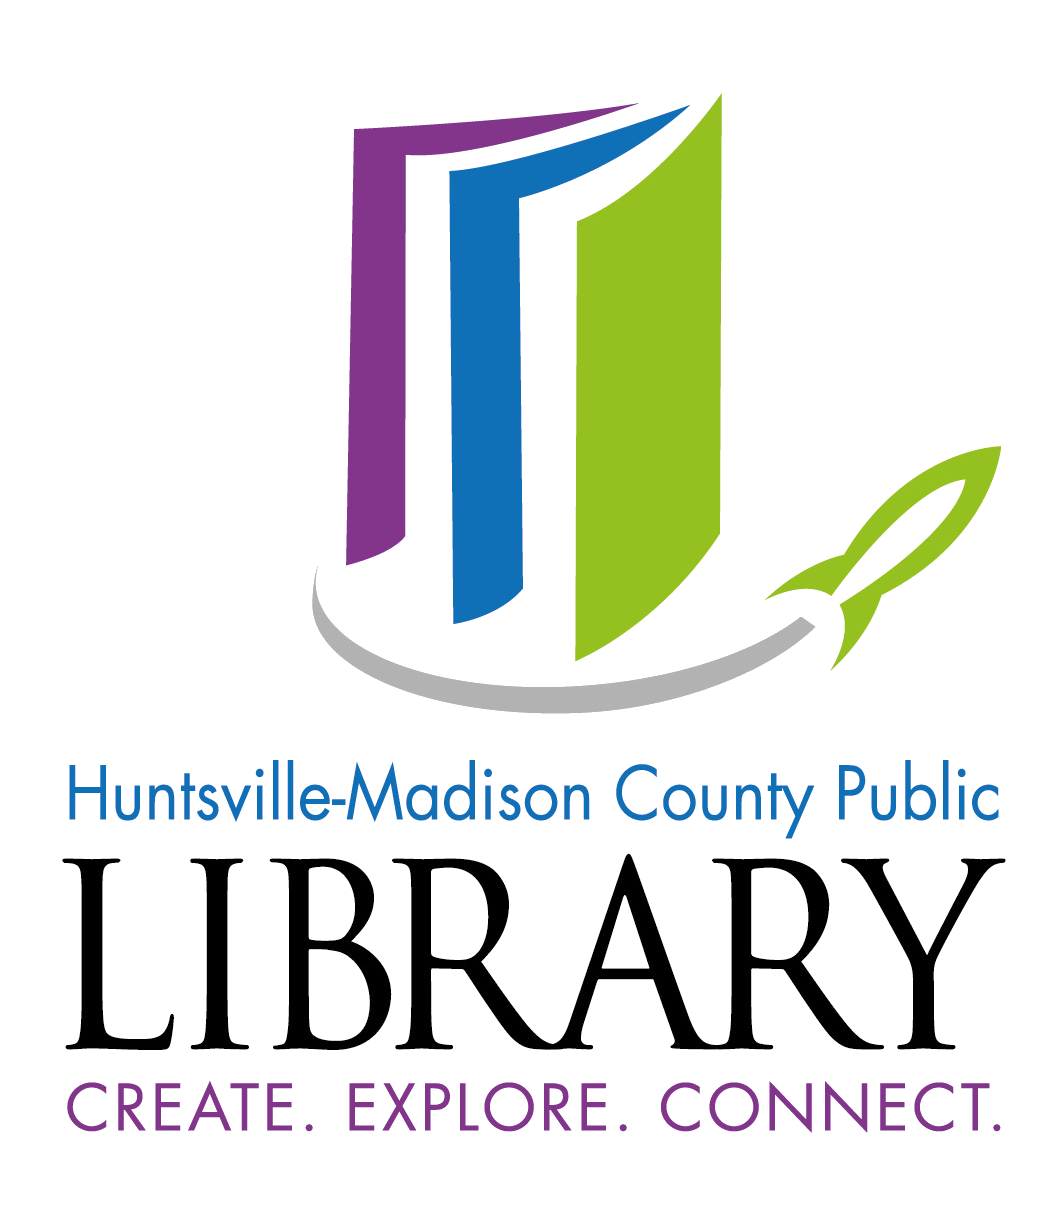 Huntsville-Madison County Public
LIBRARY
CREATE. EXPLORE. CONNECT.